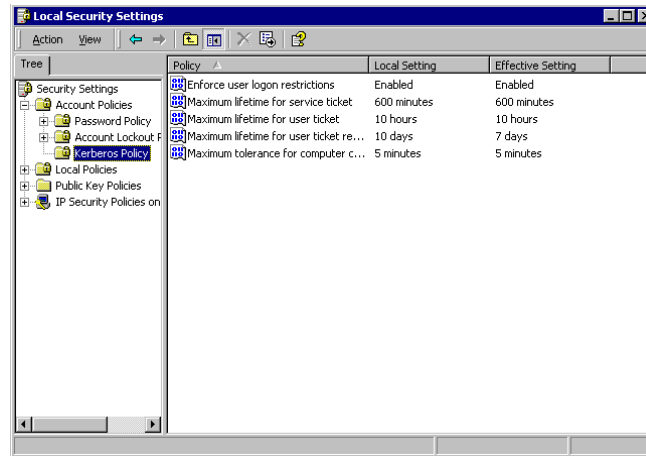 Local Security Settings
Action View
Tree
Policy Local Setting Effective Setting
Security Settings
Account Policies
Password Policy
Account Lockout P
Kerberos Policy
Local Policies
Public Key Policies
IP Security Policies on
Enforce user logon restrictions Enabled Enabled
Maximum lifetime for service ticket 600 minutes 600 minutes
Maximum lifetime for user ticket 10 hours 10 hours
Maximum lifetime for user ticket re... 10 days 7 days
Maximum tolerance for computer c... 5 minutes 5 minutes